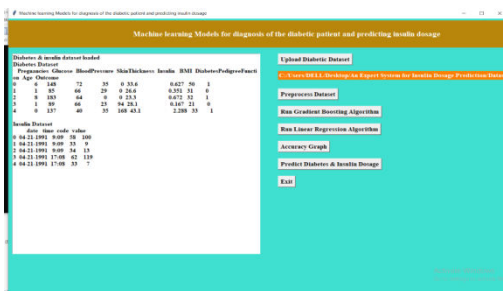 Machine learning Models for diagnosis of the diabetic patient and predicting insulin dosage
Machine learning Models for diagnosis of the diabetic patient and predicting insulin dosage
Diabetes & insulin dataset loaded
Diabetes Dataset
Pregnancies Glucose BloodPressure SkinThickness Insulin BMI DiabetesPedigreeFuncti
on Age Outcome
0 6 148 72 35 0 33.6 0.627 50 1
1 1 85 66 29 0 26.6 0.351 31 0
2 8 183 64 0 0 23.3 0.672 32 1
3 1 89 66 23 94 28.1 0.167 21 0
4 0 137 40 35 168 43.1 2.288 33 1
Insulin Dataset
date time code value
0 04-21-1991 9:09 58 100
1 04-21-1991 9:09 33 9
2 04-21-1991 9:09 34 13
3 04-21-1991 17:08 62 119
4 04-21-1991 17:08 33 7
Upload Diabetic Dataset
C:/Users/DELL/Desktop/An Expert System for Insulin Dosage Prediction/Datas
Preprocess Dataset
Run Gradient Boosting Algorithm
Run Linear Regression Algorithm
Accuracy Graph
Predict Diabetes & Insulin Dosage
Exit